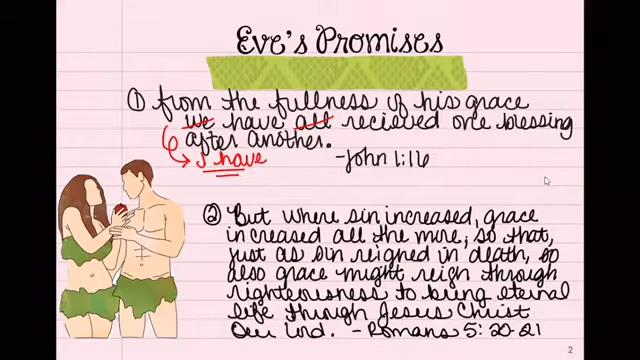 Eve's Promises
① from the fullness of his grace
we have all recieved one blessing
after another.
I have
-John 1:16
② But where sin increased, grace
increased all the more, so that,
just as sin reigned in death, so
also grace might reign through
righteousness to bring eternal
life through Jesus Christ
Our Lord. - Romans 5:20-21
2